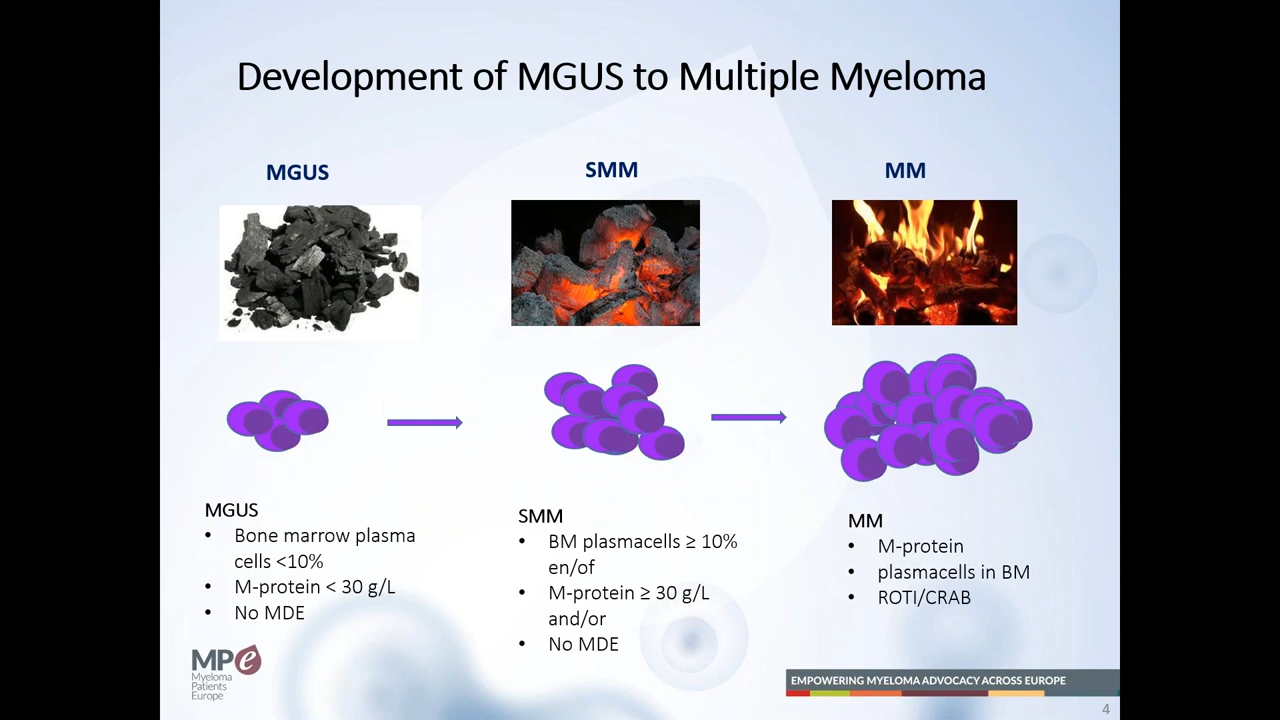 Development of MGUS to Multiple Myeloma
MGUS
SMM
MM
MGUS
• Bone marrow plasma
cells <10%
• M-protein < 30 g/L
• No MDE
SMM
• BM plasmacells ≥ 10%
en/of
• M-protein ≥ 30 g/L
and/or
• No MDE
MM
• M-protein
• plasmacells in BM
• ROTI/CRAB
MPe
Myeloma
Patients
Europe
EMPOWERING MYELOMA ADVOCACY ACROSS EUROPE
4